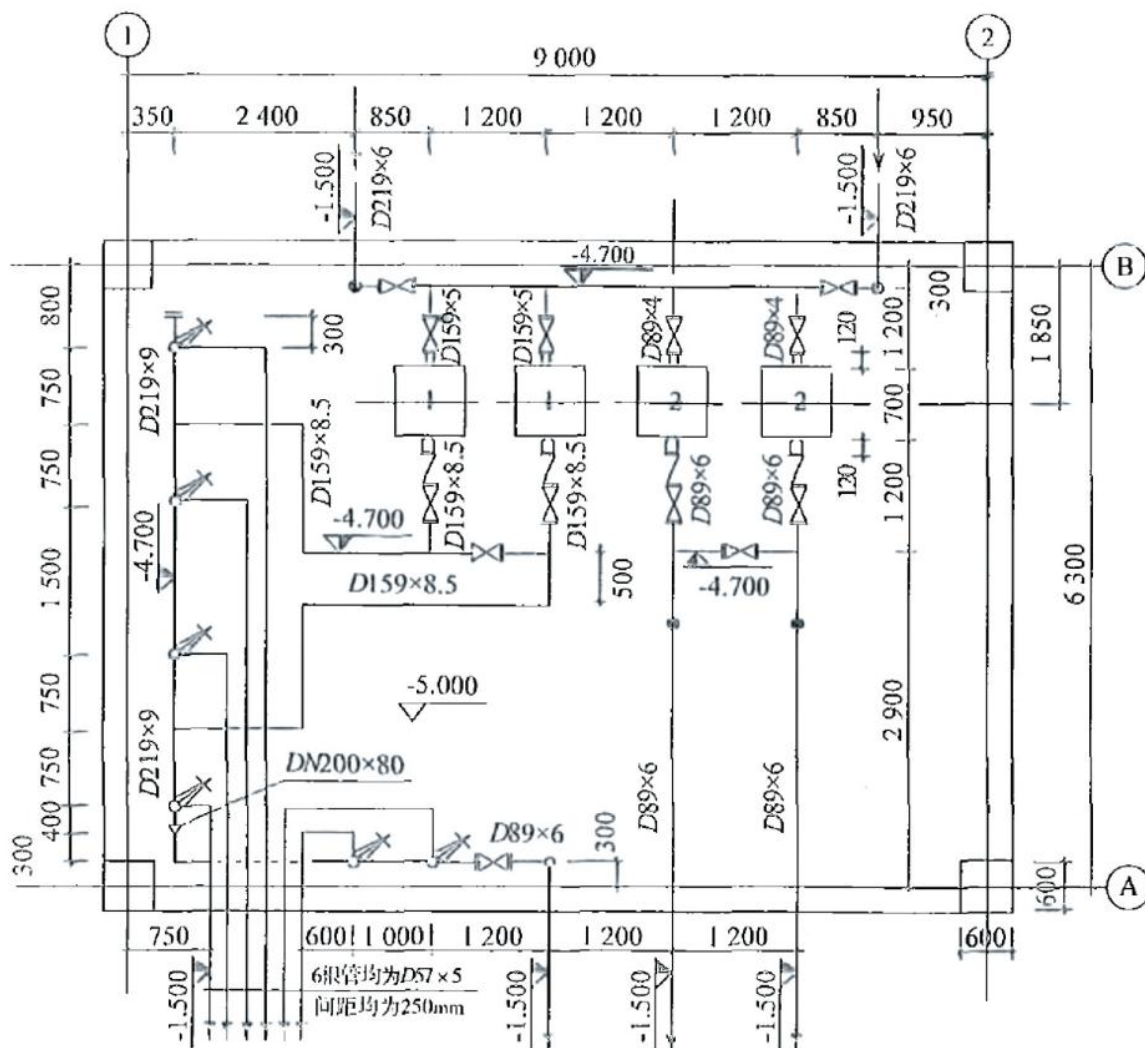 1
2
9 000
350
2 400
850
1 200
1 200
1 200
850
950
-1.500
D219×6
-1.500
D219×6
B
-4.700
800
300
D159×5
D159×5
D89×4
D89×4
120
1 200
300
1 850
750
D219×9
D159×8.5
1
1
2
2
700
750
D159×8.5
D159×8.5
D159×8.5
D89×6
D89×6
120
1 200
-4.700
-4.700
1 500
D159×8.5
500
-4.700
6 300
750
-5.000
2 900
D219×9
750
DN200×80
D89×6
D89×6
400
D89×6
300
300
600
A
750
600
1 000
1 200
1 200
1 200
600
6根管均为D57×5
间距均为250mm
-1.500
-1.500
-1.500
-1.500